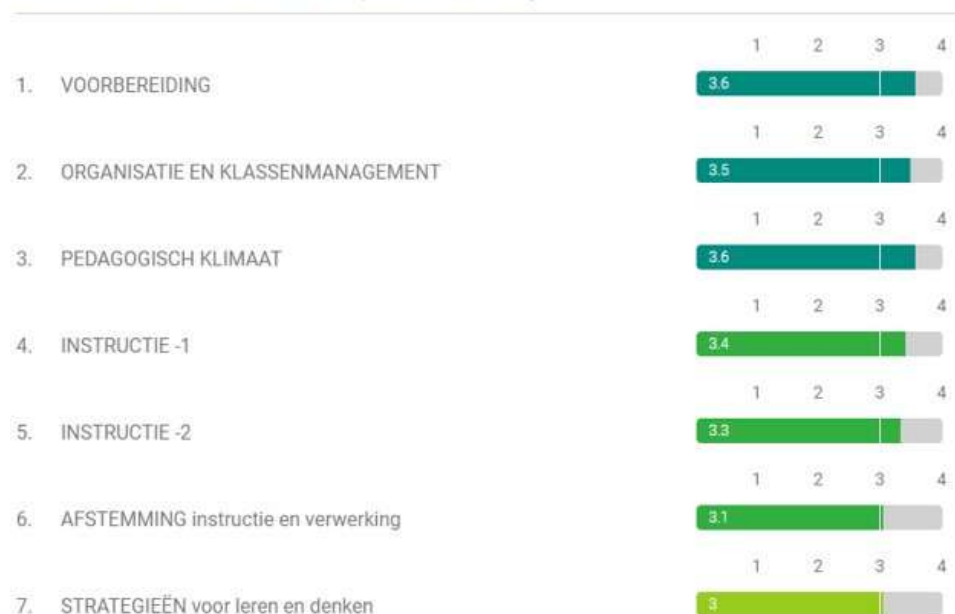 1 2 3 4
1. VOORBEREIDING 3.6
1 2 3 4
2. ORGANISATIE EN KLASSENMANAGEMENT 3.5
1 2 3 4
3. PEDAGOGISCH KLIMAAT 3.6
1 2 3 4
4. INSTRUCTIE -1 3.4
1 2 3 4
5. INSTRUCTIE -2 3.3
1 2 3 4
6. AFSTEMMING instructie en verwerking 3.1
1 2 3 4
7. STRATEGIEËN voor leren en denken 3